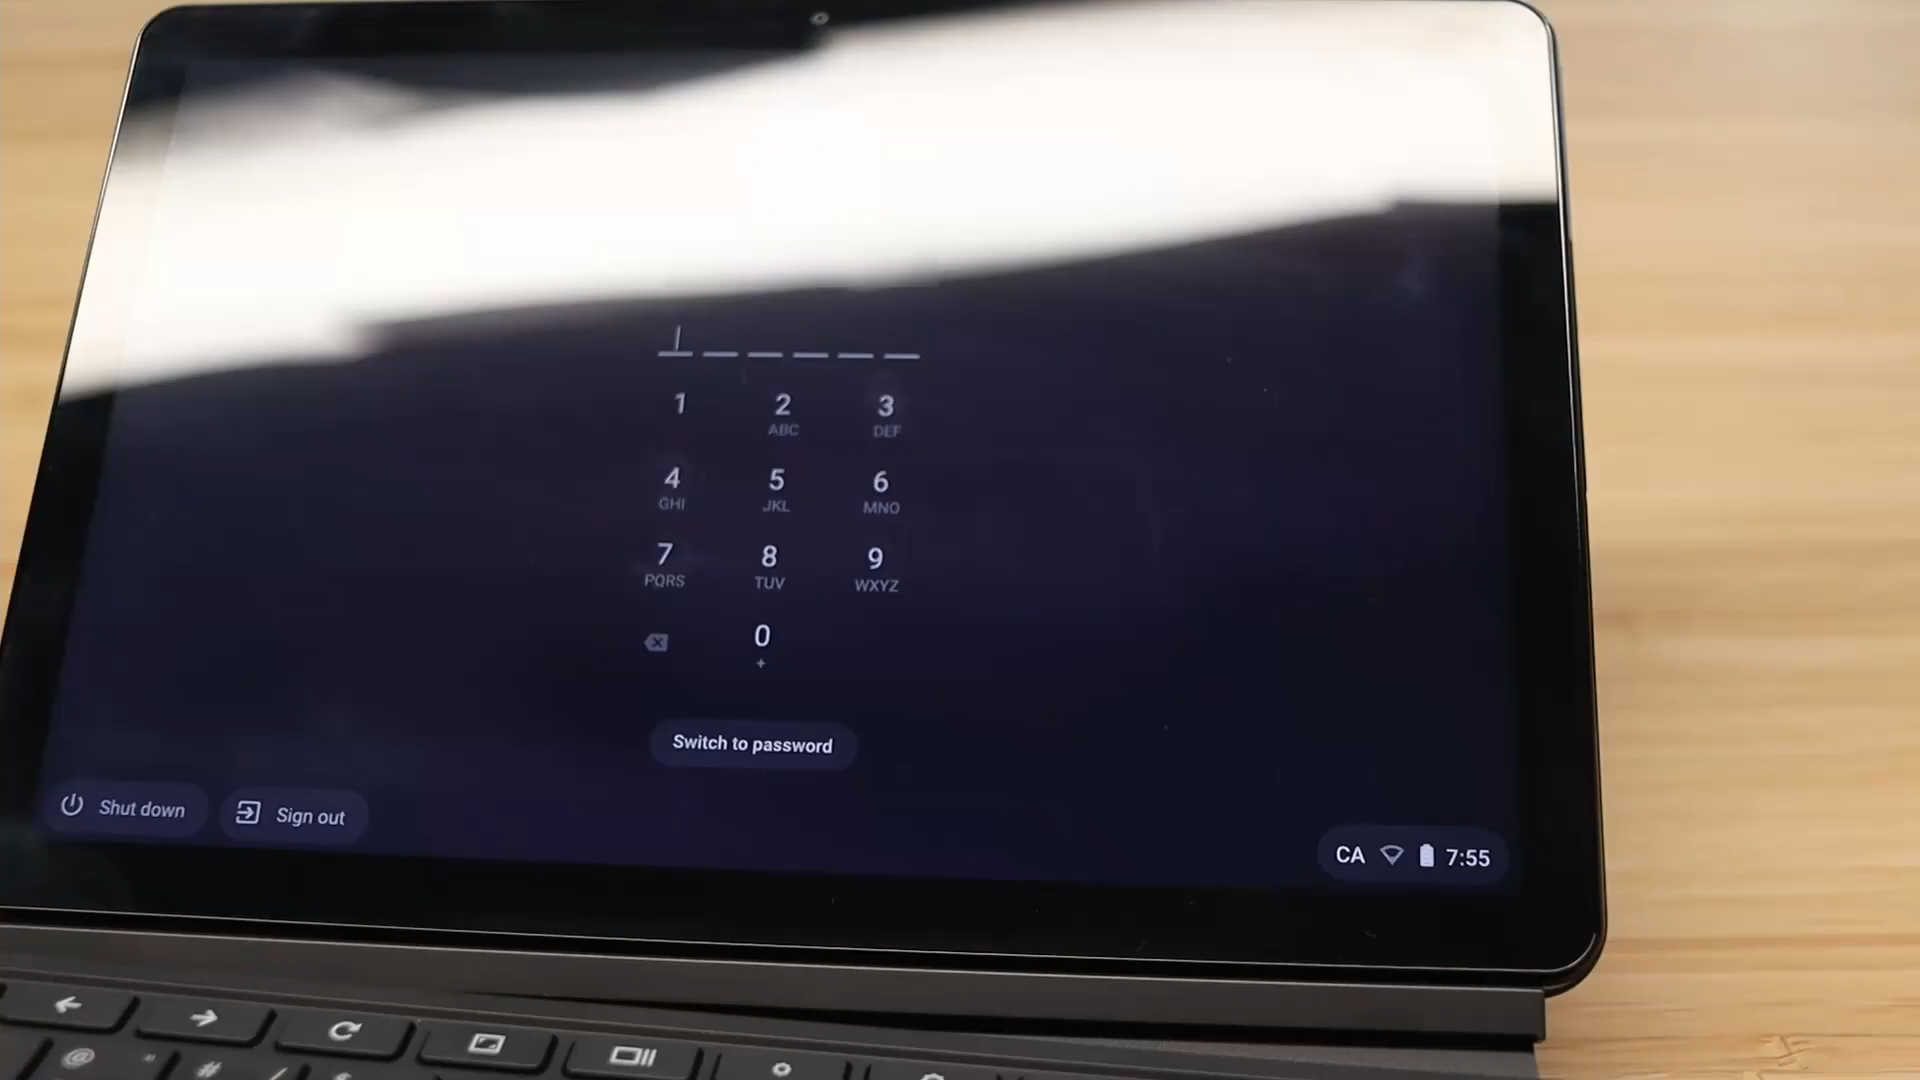 1 2 3
ABC DEF
4 5 6
GHI JKL MNO
7 8 9
PQRS TUV WXYZ
0
+
Switch to password
Shut down Sign out
CA 7:55
@ " #